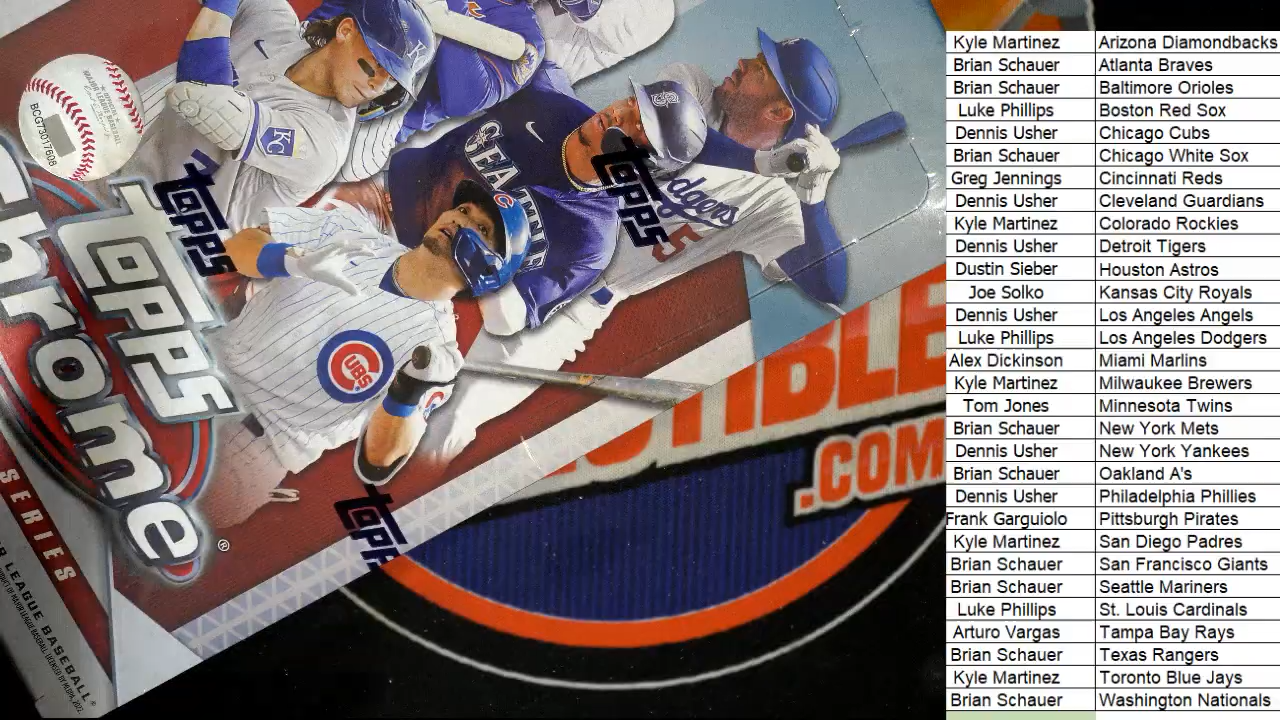 BCG73017608
KC
SEATTLE
Dodgers
5
topps
topps
topps
topps
Chrome®
CUBS
SERIES
.COM
Kyle Martinez Arizona Diamondbacks
Brian Schauer Atlanta Braves
Brian Schauer Baltimore Orioles
Luke Phillips Boston Red Sox
Dennis Usher Chicago Cubs
Brian Schauer Chicago White Sox
Greg Jennings Cincinnati Reds
Dennis Usher Cleveland Guardians
Kyle Martinez Colorado Rockies
Dennis Usher Detroit Tigers
Dustin Sieber Houston Astros
Joe Solko Kansas City Royals
Dennis Usher Los Angeles Angels
Luke Phillips Los Angeles Dodgers
Alex Dickinson Miami Marlins
Kyle Martinez Milwaukee Brewers
Tom Jones Minnesota Twins
Brian Schauer New York Mets
Dennis Usher New York Yankees
Brian Schauer Oakland A's
Dennis Usher Philadelphia Phillies
Frank Garguiolo Pittsburgh Pirates
Kyle Martinez San Diego Padres
Brian Schauer San Francisco Giants
Brian Schauer Seattle Mariners
Luke Phillips St. Louis Cardinals
Arturo Vargas Tampa Bay Rays
Brian Schauer Texas Rangers
Kyle Martinez Toronto Blue Jays
Brian Schauer Washington Nationals